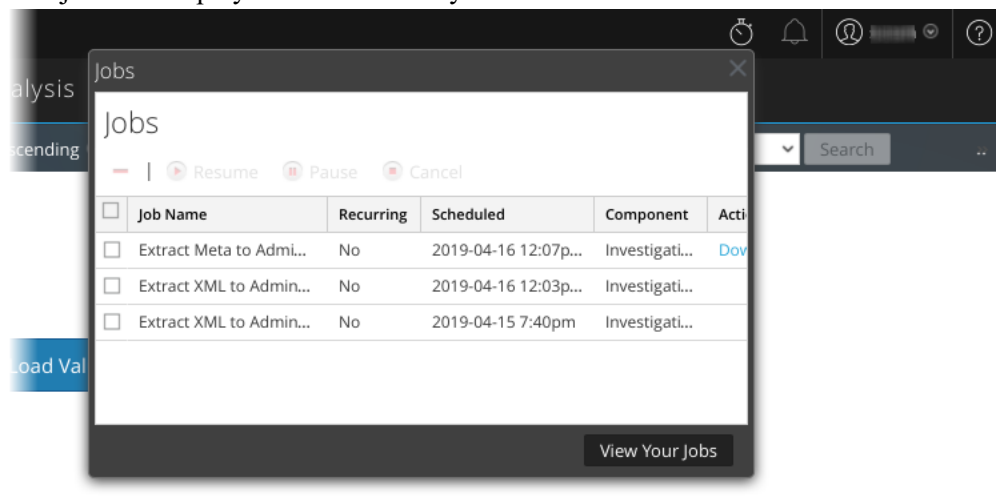 Jobs
alysis
Jobs
scending
Search
Resume Pause Cancel
Job Name Recurring Scheduled Component Acti
Extract Meta to Admi... No 2019-04-16 12:07p... Investigati... Dow
Extract XML to Admin... No 2019-04-16 12:03p... Investigati...
Extract XML to Admin... No 2019-04-15 7:40pm Investigati...
Load Val
View Your Jobs